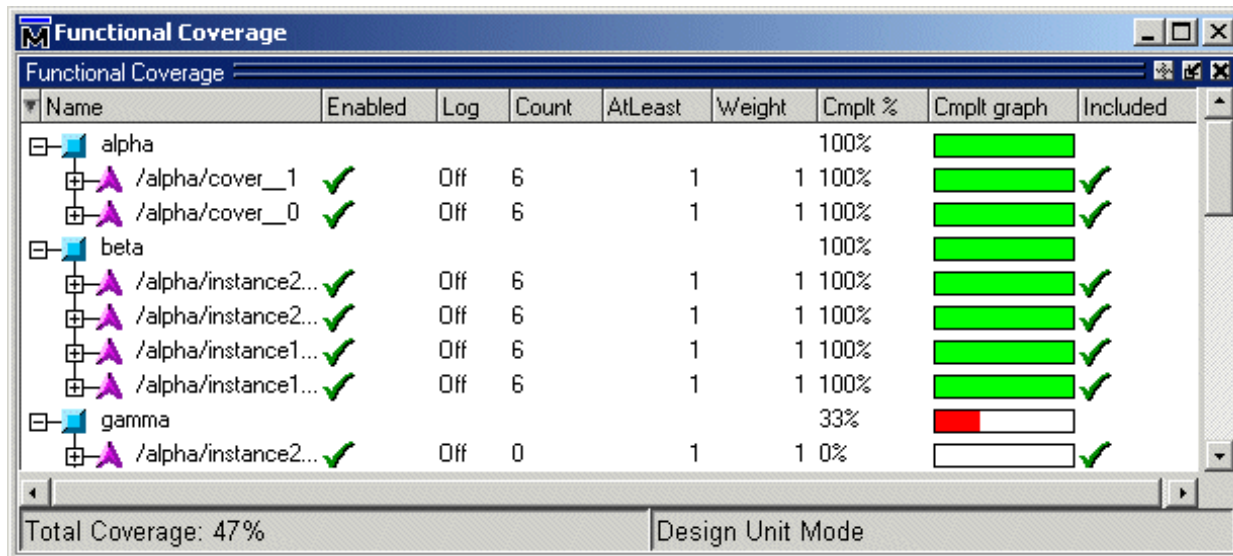 Functional Coverage
Functional Coverage
Name Enabled Log Count AtLeast Weight Cmplt % Cmplt graph Included
alpha 100%
/alpha/cover__1 Off 6 1 1 100%
/alpha/cover__0 Off 6 1 1 100%
beta 100%
/alpha/instance2... Off 6 1 1 100%
/alpha/instance2... Off 6 1 1 100%
/alpha/instance1... Off 6 1 1 100%
/alpha/instance1... Off 6 1 1 100%
gamma 33%
/alpha/instance2... Off 0 1 1 0%
Total Coverage: 47% Design Unit Mode